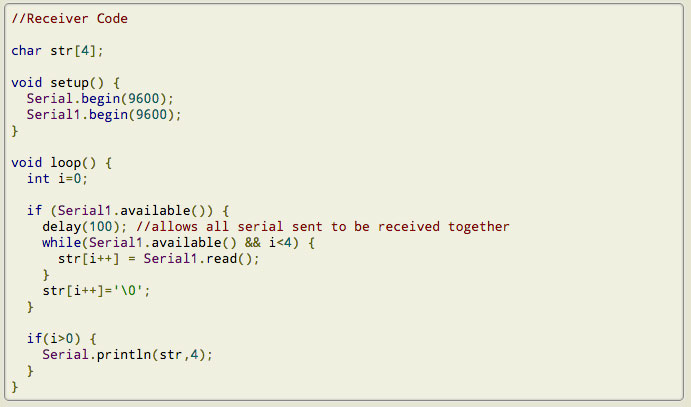 //Receiver Code
char str[4];
void setup() {
  Serial.begin(9600);
  Serial1.begin(9600);
}
void loop() {
  int i=0;
  if (Serial1.available()) {
    delay(100); //allows all serial sent to be received together
    while(Serial1.available() && i<4) {
      str[i++] = Serial1.read();
    }
    str[i++]='\0';
  }
  if(i>0) {
    Serial.println(str,4);
  }
}